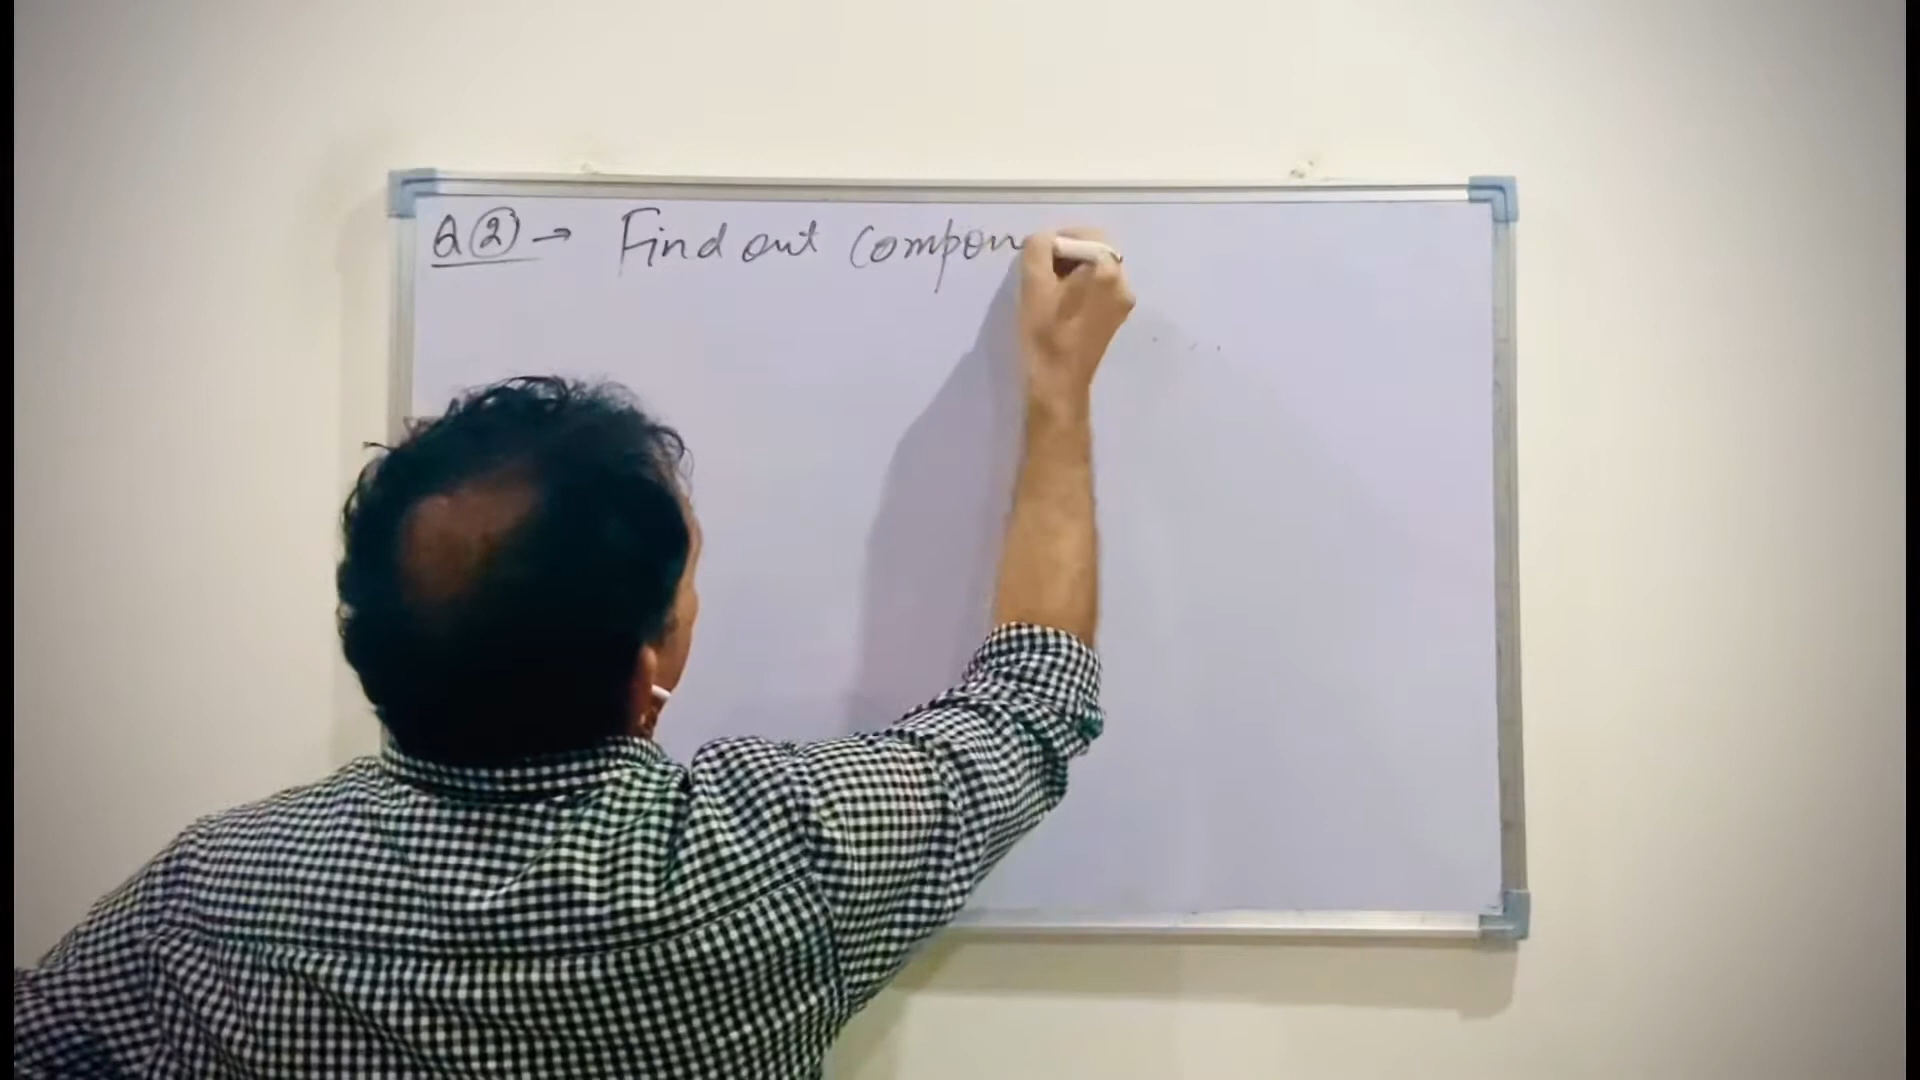 Q② → Find out compon